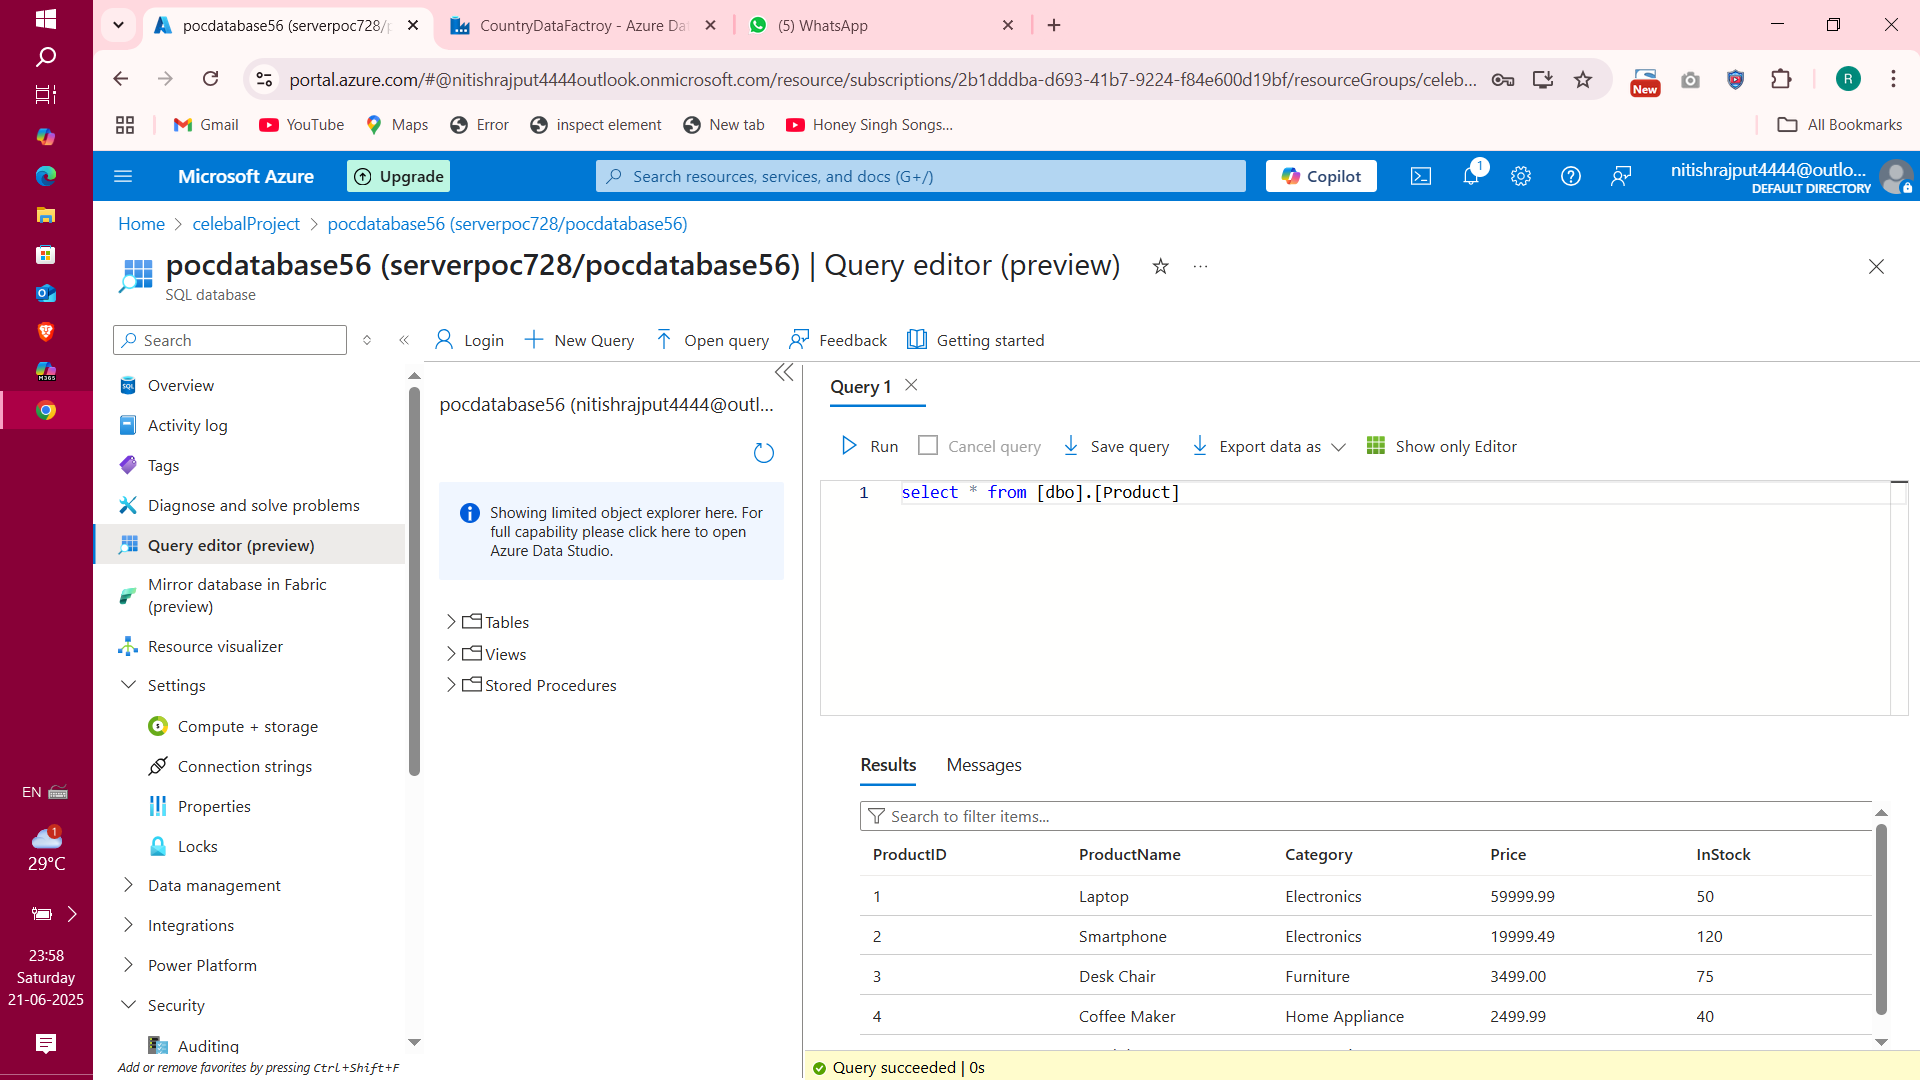 pocdatabase56 (serverpoc728/p
CountryDataFactroy - Azure Da
(5) WhatsApp
portal.azure.com/#@nitishrajput4444outlook.onmicrosoft.com/resource/subscriptions/2b1dddba-d693-41b7-9224-f84e600d19bf/resourceGroups/celeb...
New
R
Gmail
YouTube
Maps
Error
inspect element
New tab
Honey Singh Songs...
All Bookmarks
Microsoft Azure
Upgrade
Search resources, services, and docs (G+/)
Copilot
1
nitishrajput4444@outlo...
DEFAULT DIRECTORY
Home > celebalProject > pocdatabase56 (serverpoc728/pocdatabase56)
pocdatabase56 (serverpoc728/pocdatabase56) | Query editor (preview)
SQL database
Search
Login
New Query
Open query
Feedback
Getting started
Overview
Activity log
Tags
Diagnose and solve problems
Query editor (preview)
Mirror database in Fabric
(preview)
Resource visualizer
Settings
Compute + storage
Connection strings
Properties
Locks
Data management
Integrations
Power Platform
Security
Auditing
Add or remove favorites by pressing Ctrl+Shift+F
pocdatabase56 (nitishrajput4444@outl...
Showing limited object explorer here. For
full capability please click here to open
Azure Data Studio.
Tables
Views
Stored Procedures
Query 1
Run
Cancel query
Save query
Export data as
Show only Editor
1 select * from [dbo].[Product]
Results
Messages
Search to filter items...
ProductID ProductName Category Price InStock
1 Laptop Electronics 59999.99 50
2 Smartphone Electronics 19999.49 120
3 Desk Chair Furniture 3499.00 75
4 Coffee Maker Home Appliance 2499.99 40
Query succeeded | 0s
M365
EN
1
29°C
23:58
Saturday
21-06-2025